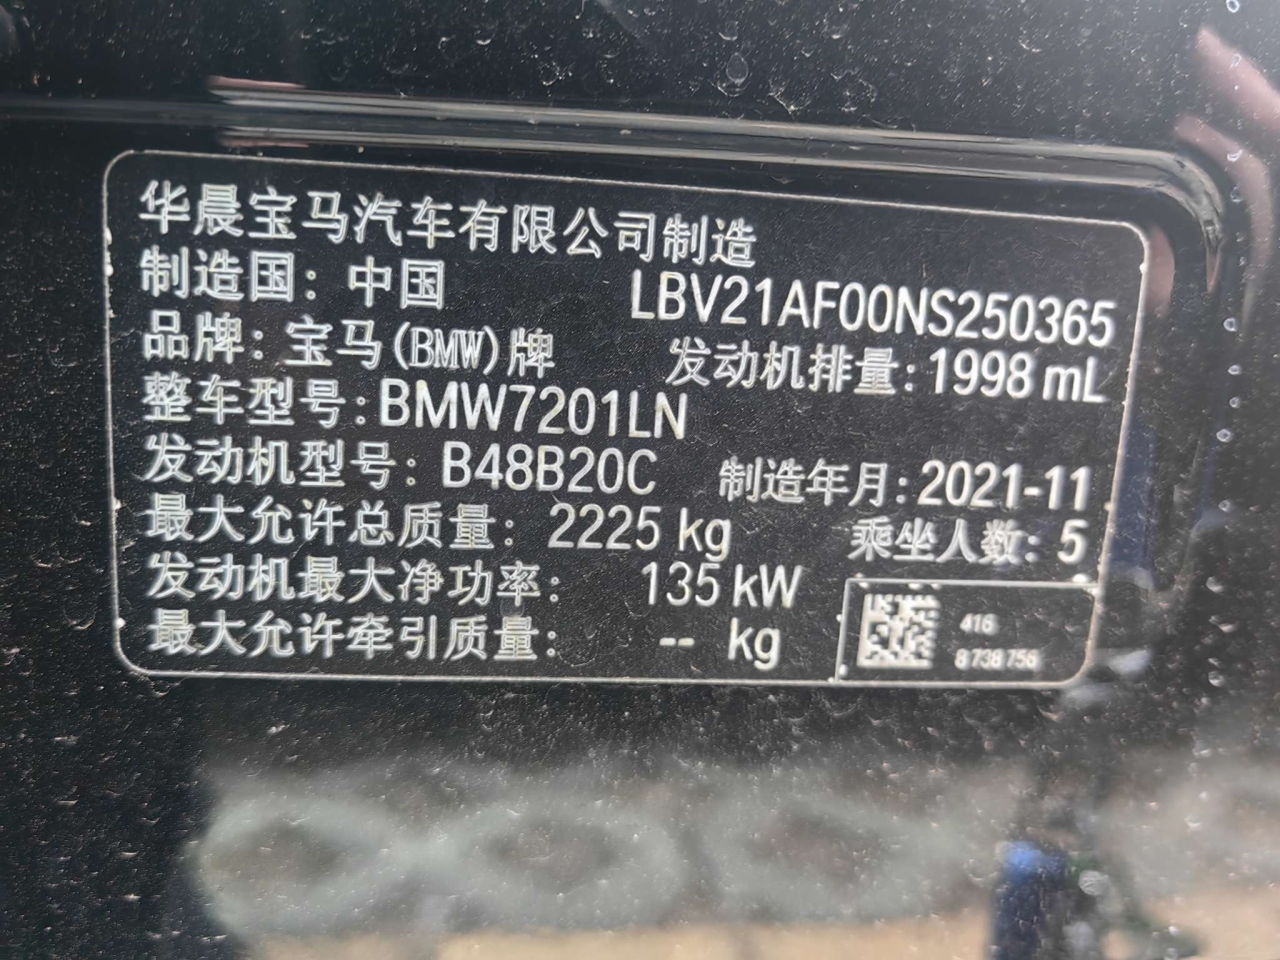 华晨宝马汽车有限公司制造
制造国：中国 LBV21AF00NS250365
品牌：宝马(BMW)牌 发动机排量：1998 mL
整车型号：BMW7201LN
发动机型号：B48B20C 制造年月：2021-11
最大允许总质量：2225 kg 乘坐人数：5
发动机最大净功率：135 kW
最大允许牵引质量：-- kg
416
8 738 756